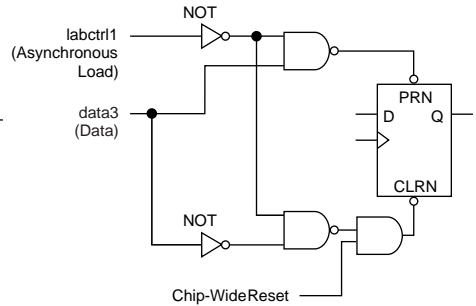 NOT
labctrl1
(Asynchronous
Load)
PRN
data3
(Data)
D
Q
CLRN
NOT
Chip-WideReset